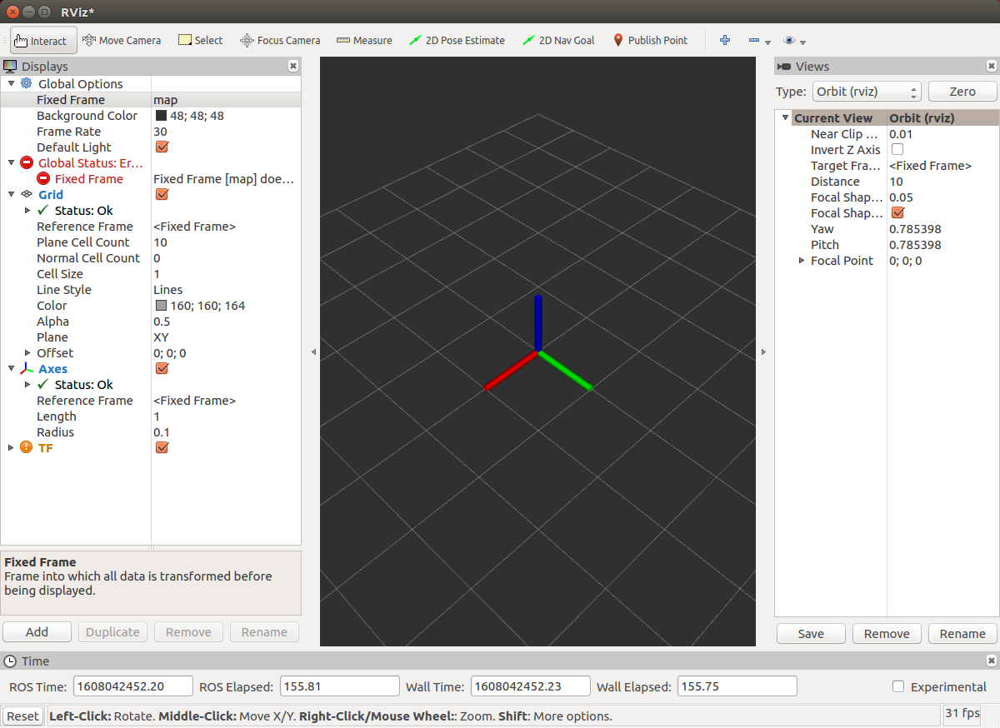 RViz*
Interact Move Camera Select Focus Camera Measure 2D Pose Estimate 2D Nav Goal Publish Point
Displays
Global Options
Fixed Frame map
Background Color 48; 48; 48
Frame Rate 30
Default Light
Global Status: Er...
Fixed Frame Fixed Frame [map] doe...
Grid
Status: Ok
Reference Frame <Fixed Frame>
Plane Cell Count 10
Normal Cell Count 0
Cell Size 1
Line Style Lines
Color 160; 160; 164
Alpha 0.5
Plane XY
Offset 0; 0; 0
Axes
Status: Ok
Reference Frame <Fixed Frame>
Length 1
Radius 0.1
TF
Fixed Frame
Frame into which all data is transformed before
being displayed.
Add Duplicate Remove Rename
Views
Type: Orbit (rviz) Zero
Current View Orbit (rviz)
Near Clip ... 0.01
Invert Z Axis
Target Fra... <Fixed Frame>
Distance 10
Focal Shap... 0.05
Focal Shap...
Yaw 0.785398
Pitch 0.785398
Focal Point 0; 0; 0
Save Remove Rename
Time
ROS Time: 1608042452.20 ROS Elapsed: 155.81 Wall Time: 1608042452.23 Wall Elapsed: 155.75 Experimental
Reset Left-Click: Rotate. Middle-Click: Move X/Y. Right-Click/Mouse Wheel:: Zoom. Shift: More options. 31 fps